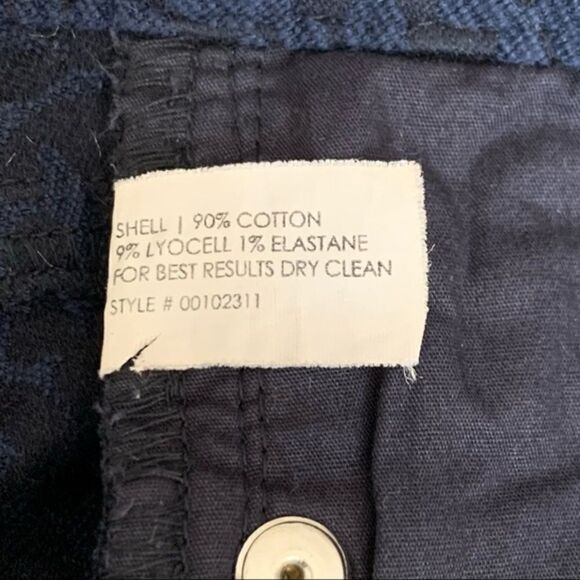 SHELL | 90% COTTON
9% LYOCELL 1% ELASTANE
FOR BEST RESULTS DRY CLEAN
STYLE # 00102311